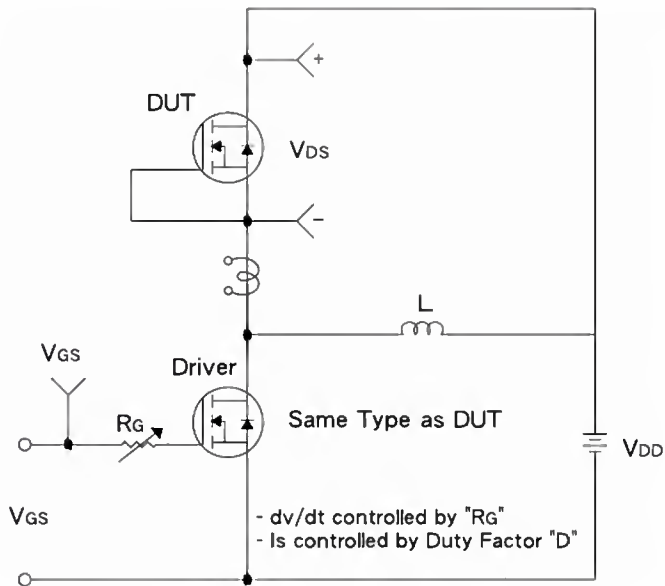 +
DUT
VDS
-
L
VGS
Driver
RG
Same Type as DUT
VDD
VGS
- dv/dt controlled by "RG"
- Is controlled by Duty Factor "D"